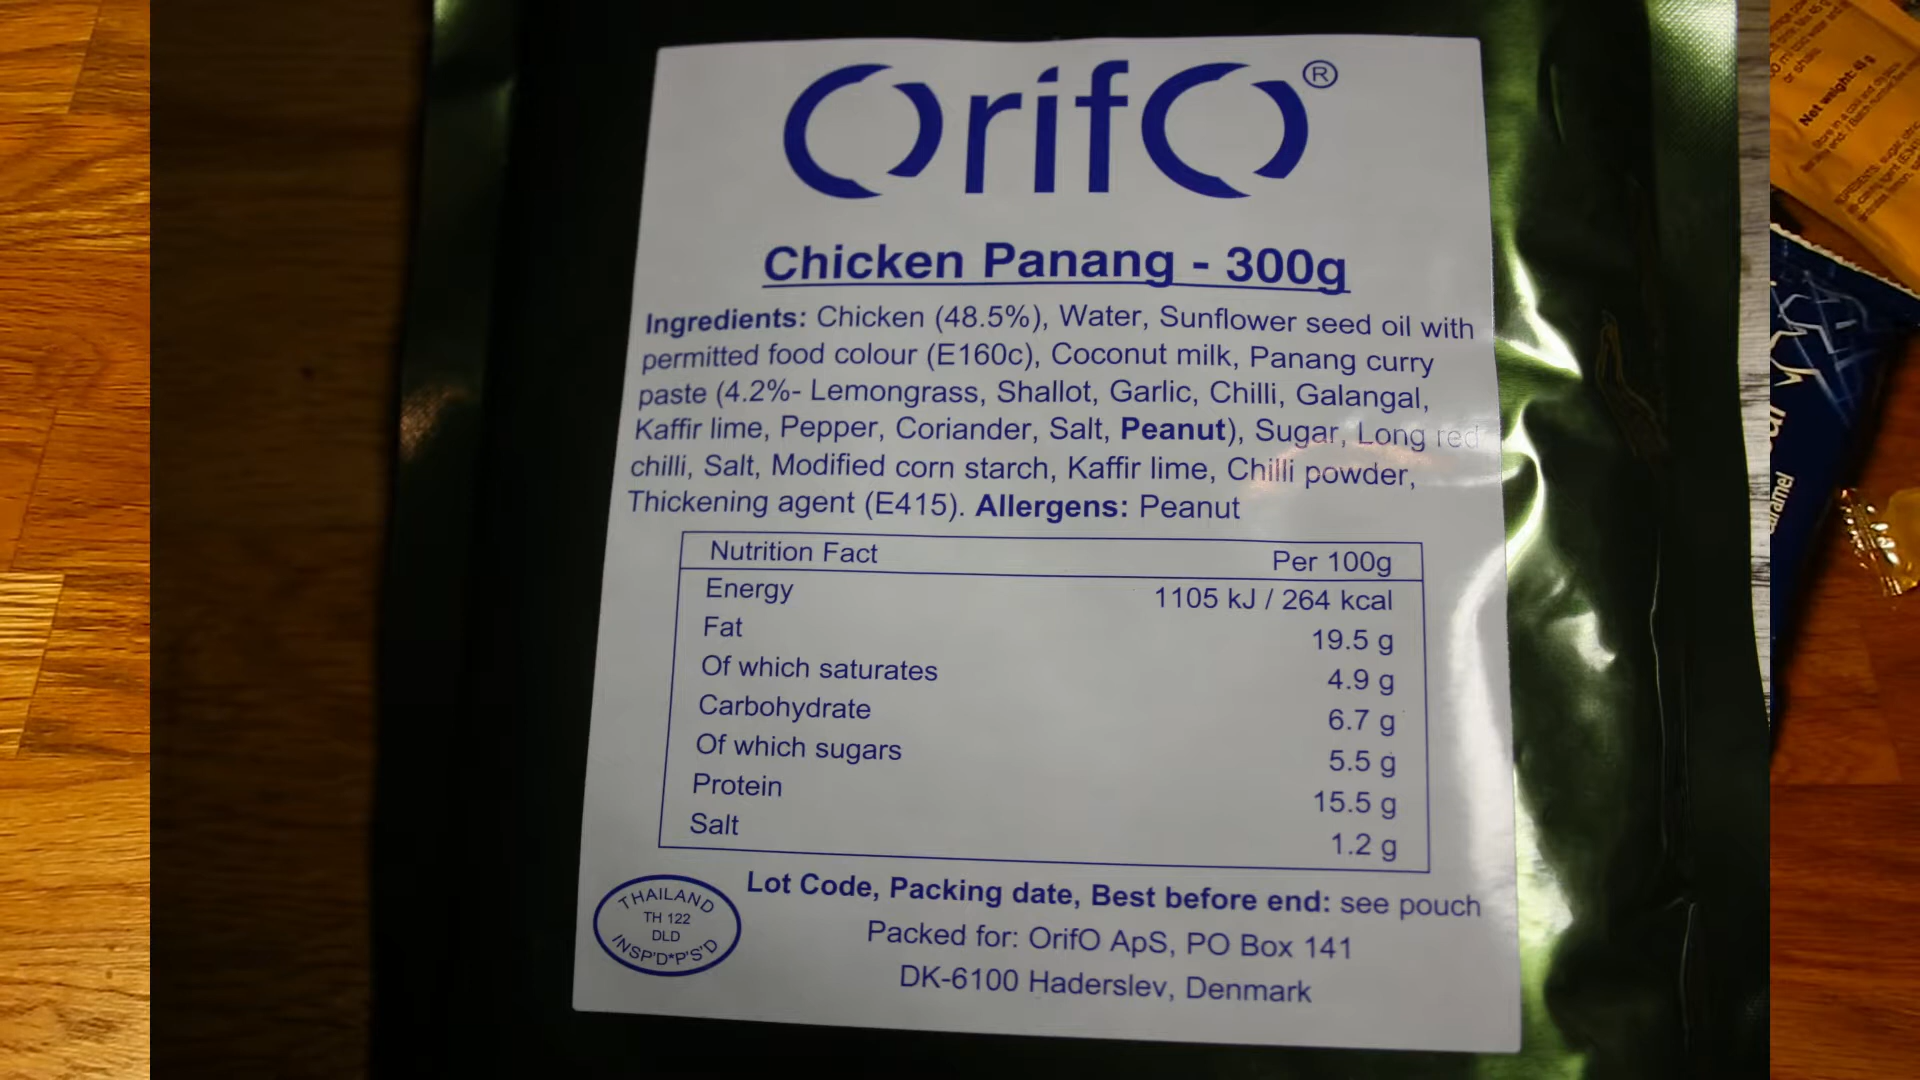 OrifO®
Chicken Panang - 300g
Ingredients: Chicken (48.5%), Water, Sunflower seed oil with
permitted food colour (E160c), Coconut milk, Panang curry
paste (4.2%- Lemongrass, Shallot, Garlic, Chilli, Galangal,
Kaffir lime, Pepper, Coriander, Salt, Peanut), Sugar, Long red
chilli, Salt, Modified corn starch, Kaffir lime, Chilli powder,
Thickening agent (E415). Allergens: Peanut
Nutrition Fact Per 100g
Energy 1105 kJ / 264 kcal
Fat 19.5 g
Of which saturates 4.9 g
Carbohydrate 6.7 g
Of which sugars 5.5 g
Protein 15.5 g
Salt 1.2 g
Lot Code, Packing date, Best before end: see pouch
Packed for: OrifO ApS, PO Box 141
DK-6100 Haderslev, Denmark
THAILAND
TH 122
DLD
INSP'D*P'S'D
Net weight: